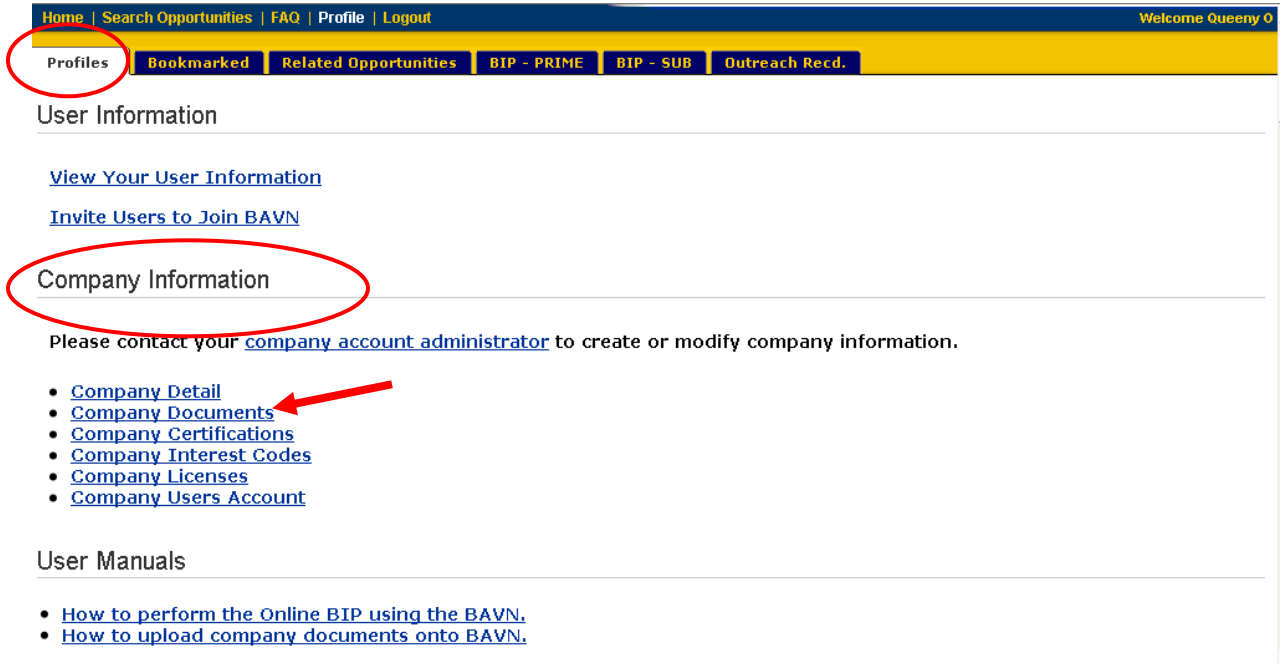 Home | Search Opportunities | FAQ | Profile | Logout Welcome Queeny O
Profiles Bookmarked Related Opportunities BIP - PRIME BIP - SUB Outreach Recd.
User Information
View Your User Information
Invite Users to Join BAVN
Company Information
Please contact your company account administrator to create or modify company information.
• Company Detail
• Company Documents
• Company Certifications
• Company Interest Codes
• Company Licenses
• Company Users Account
User Manuals
• How to perform the Online BIP using the BAVN.
• How to upload company documents onto BAVN.